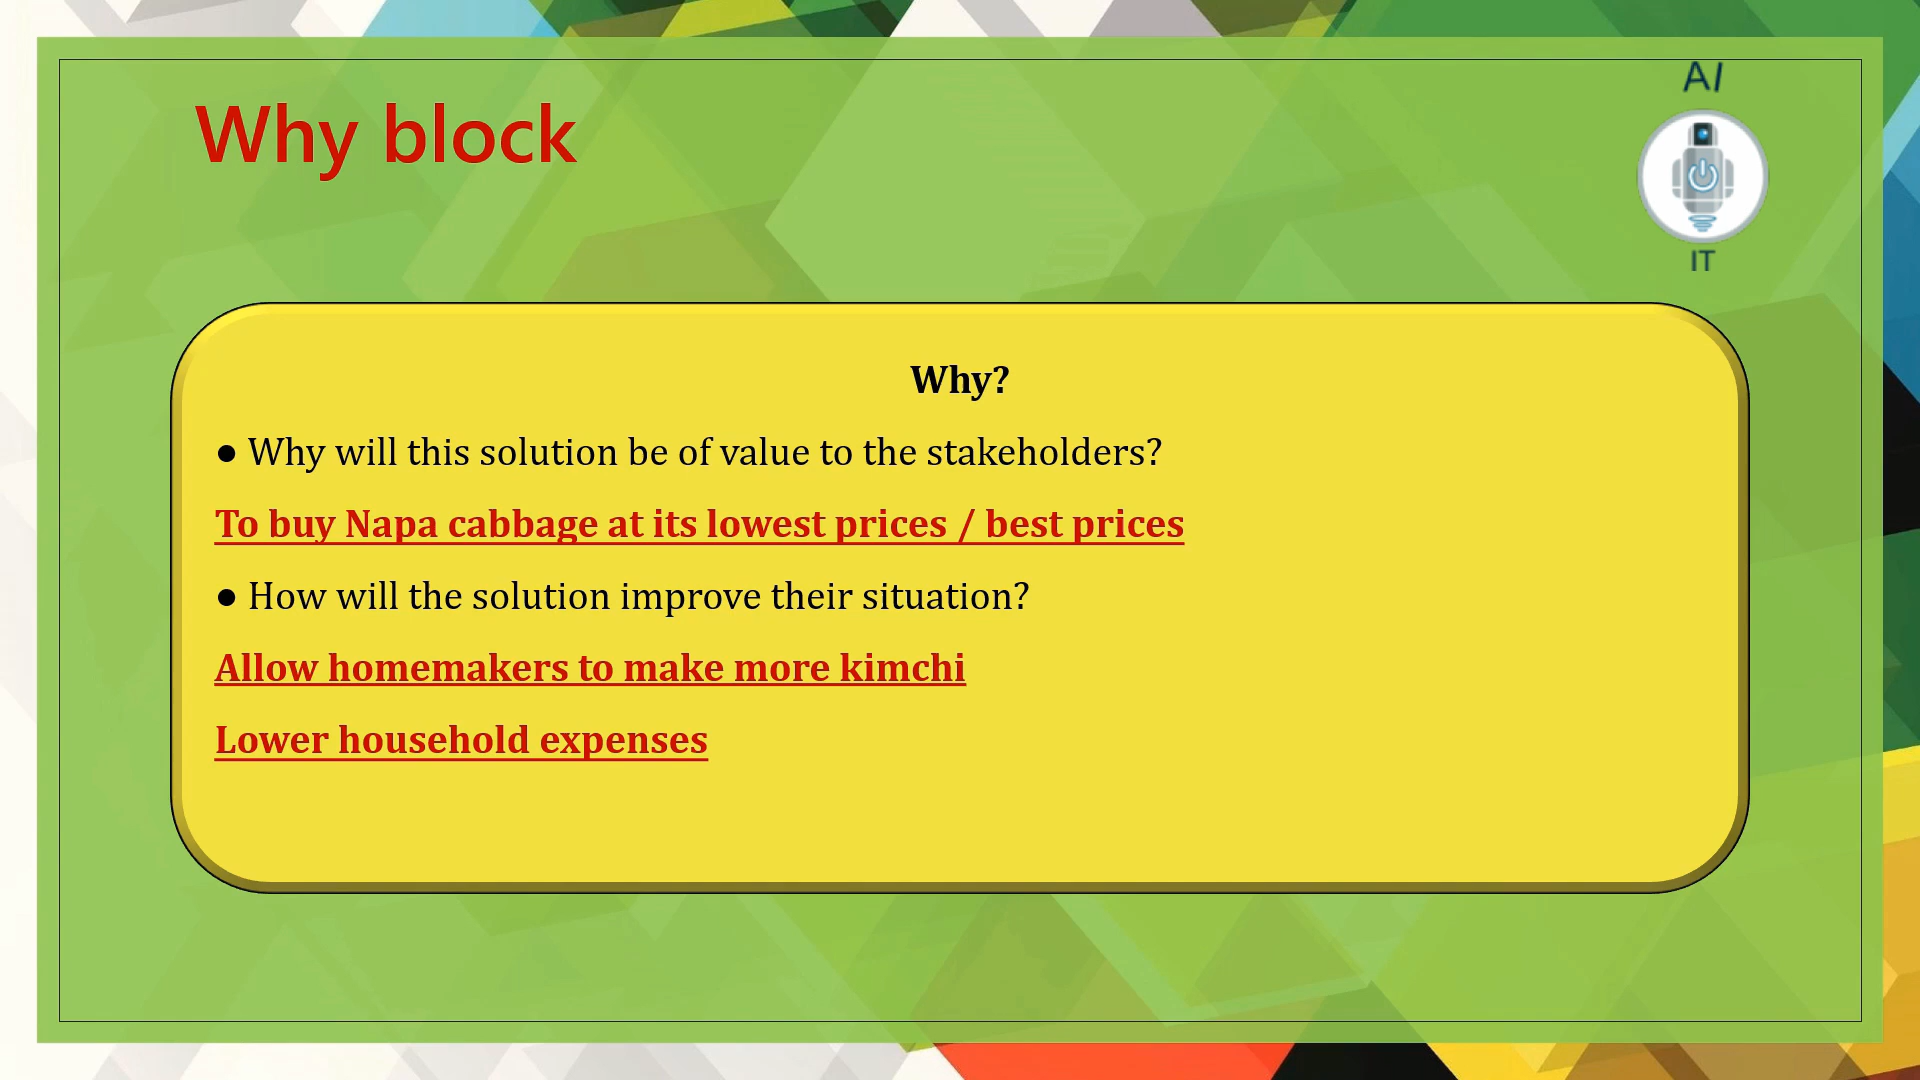 AI
Why block
IT
Why?
● Why will this solution be of value to the stakeholders?
To buy Napa cabbage at its lowest prices / best prices
● How will the solution improve their situation?
Allow homemakers to make more kimchi
Lower household expenses